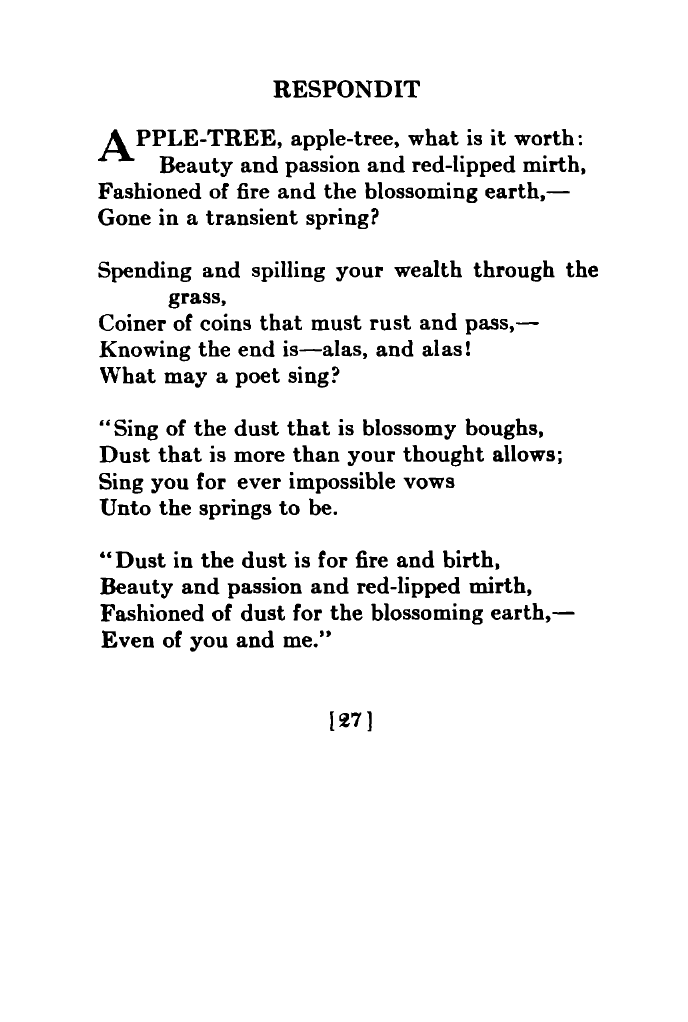 RESPONDIT
APPLE-TREE, apple-tree, what is it worth:
Beauty and passion and red-lipped mirth,
Fashioned of fire and the blossoming earth,—
Gone in a transient spring?
Spending and spilling your wealth through the
grass,
Coiner of coins that must rust and pass,—
Knowing the end is—alas, and alas!
What may a poet sing?
“Sing of the dust that is blossomy boughs,
Dust that is more than your thought allows;
Sing you for ever impossible vows
Unto the springs to be.
“Dust in the dust is for fire and birth,
Beauty and passion and red-lipped mirth,
Fashioned of dust for the blossoming earth,—
Even of you and me.”
[27]